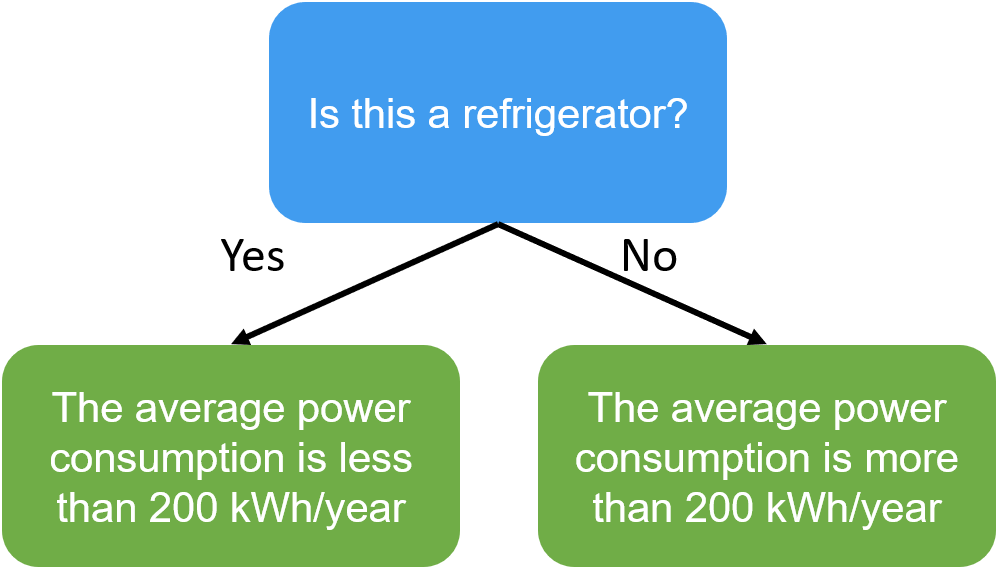 Is this a refrigerator?
Yes
No
The average power
consumption is less
than 200 kWh/year
The average power
consumption is more
than 200 kWh/year